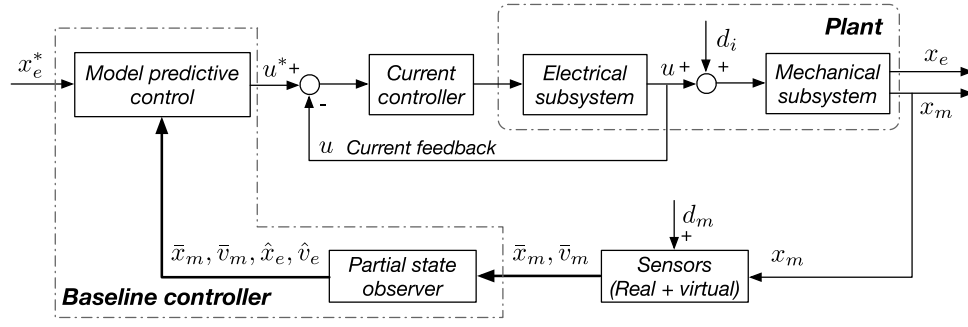 Plant
x_e^*
Model predictive
control
u^* +
-
Current
controller
Electrical
subsystem
u +
d_i
+
Mechanical
subsystem
x_e
x_m
u Current feedback
d_m
+
x̄_m, v̄_m, x̂_e, v̂_e
Partial state
observer
x̄_m, v̄_m
Sensors
(Real + virtual)
x_m
Baseline controller